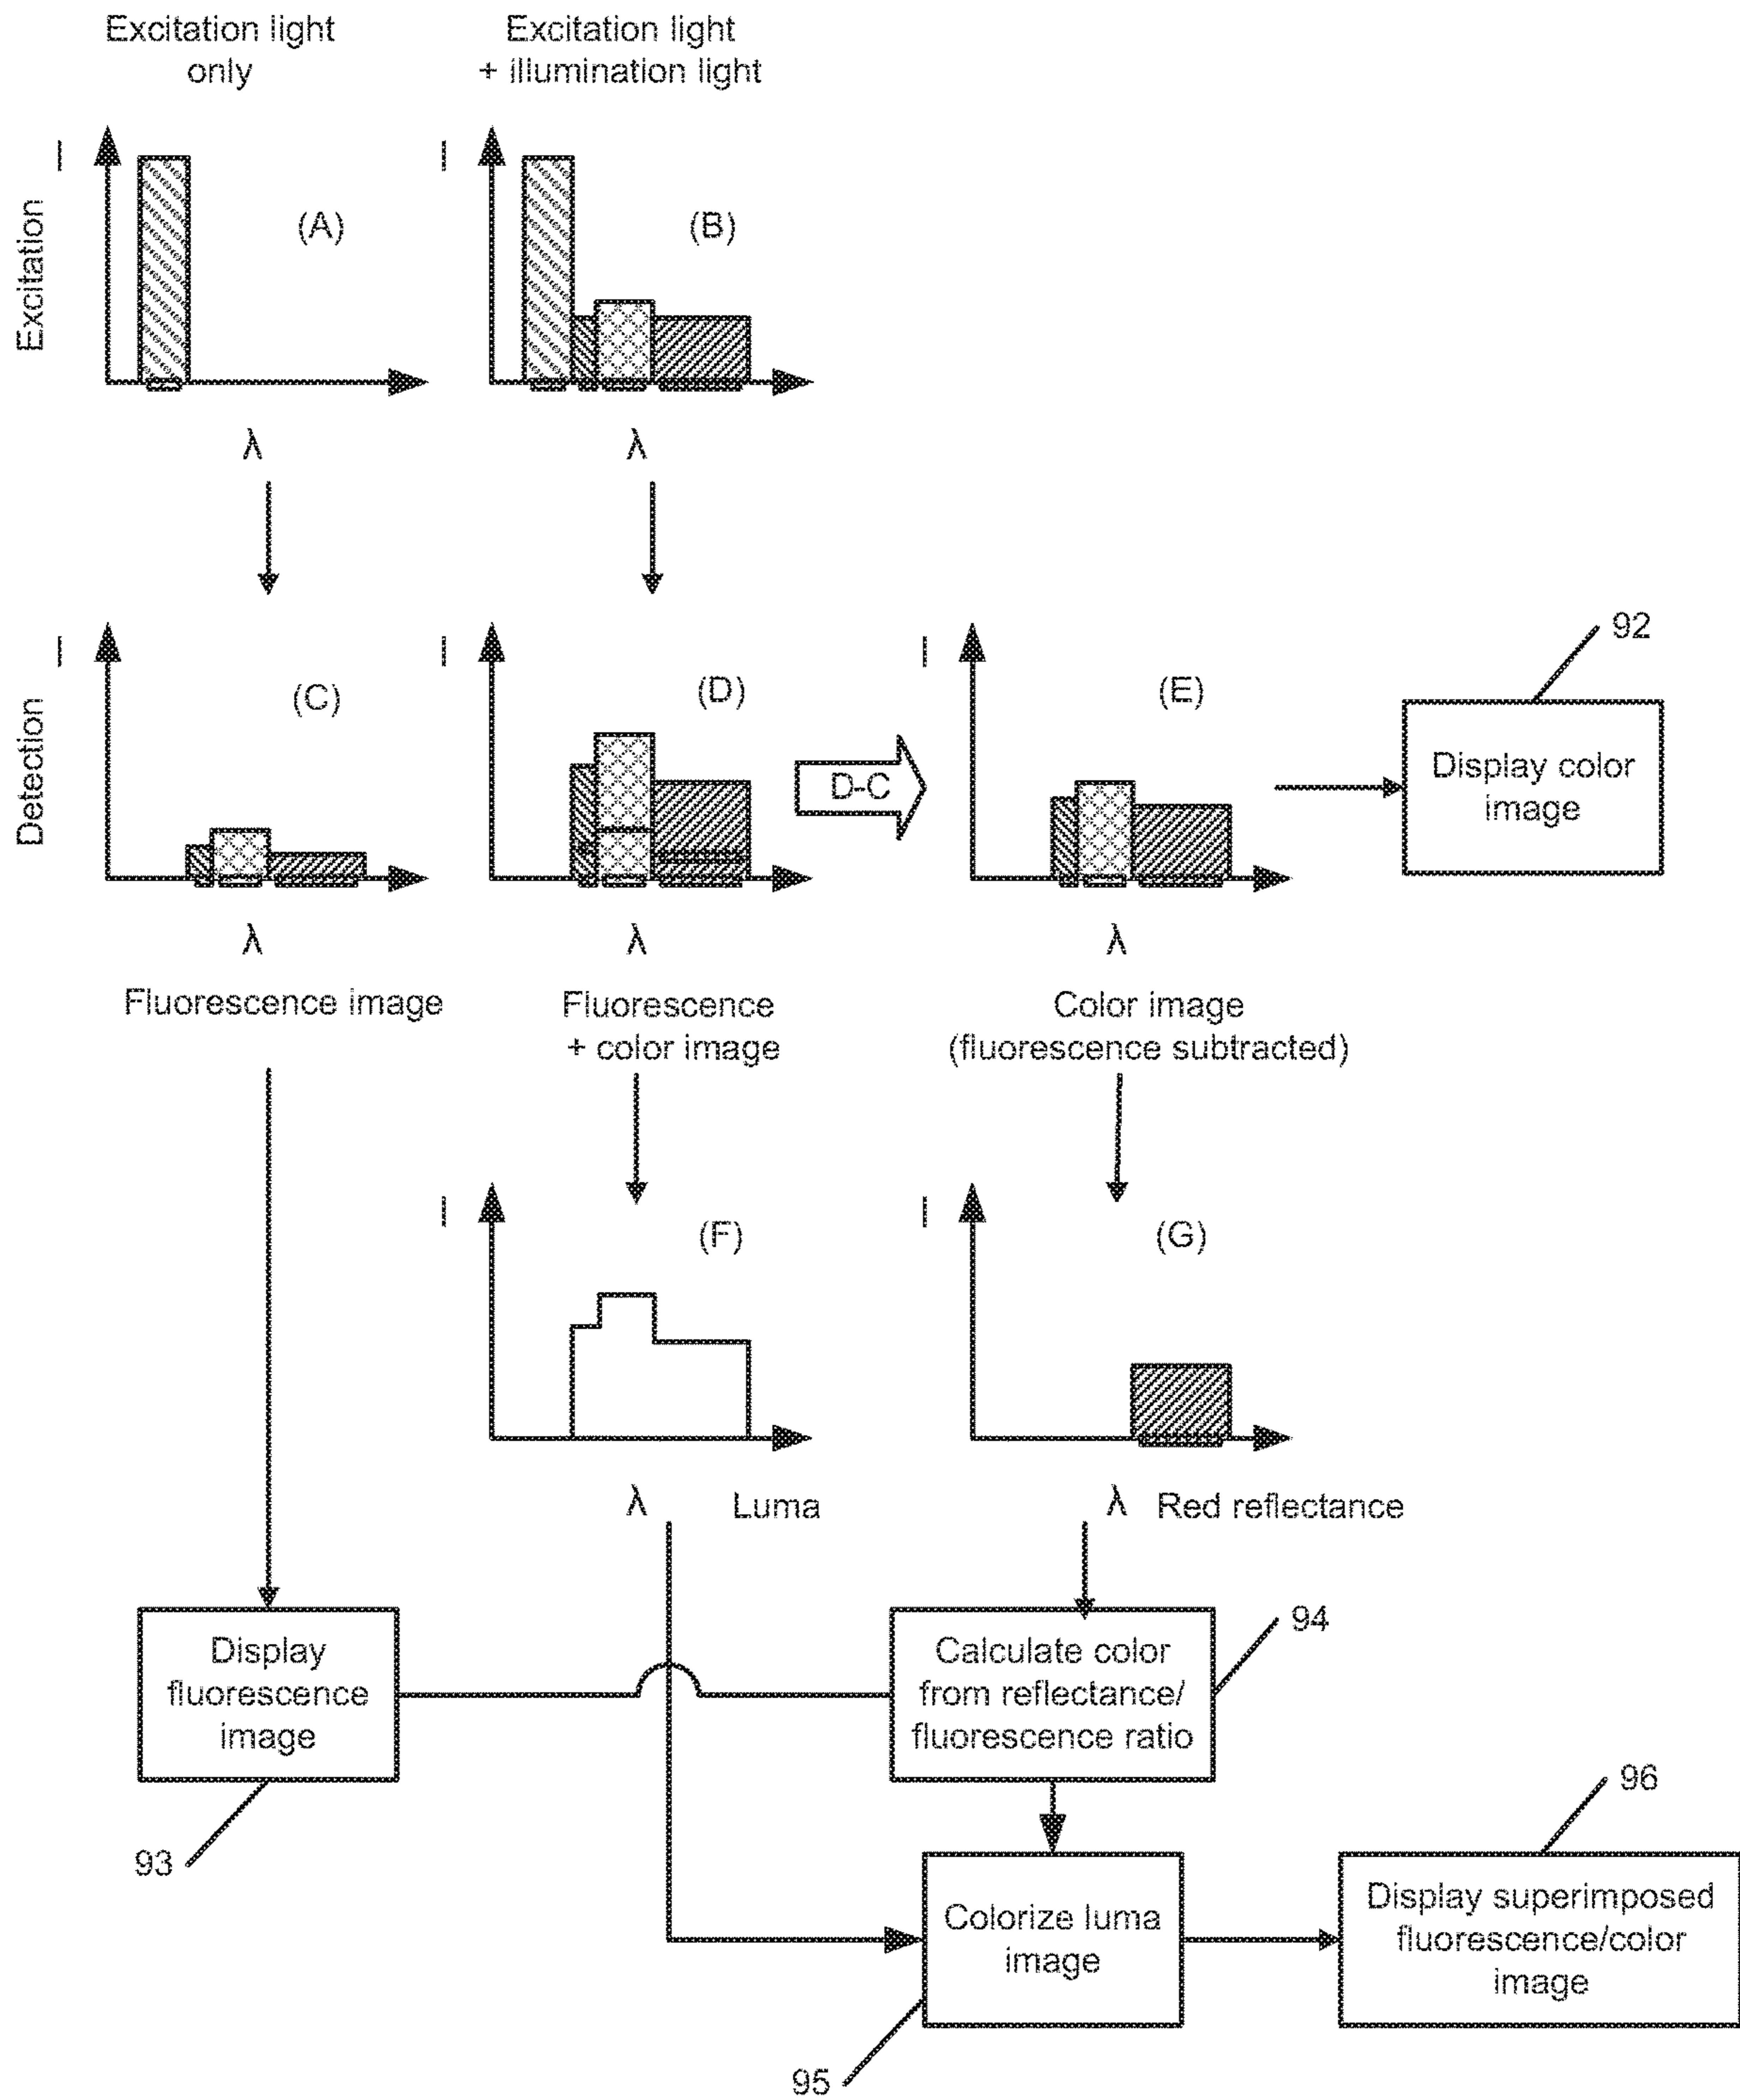 Excitation light
only
Excitation light
+ illumination light
I
I
(A)
(B)
Excitation
λ
λ
92
I
I
I
(C)
(D)
(E)
Detection
D-C
Display color
image
λ
λ
λ
Fluorescence image
Fluorescence
+ color image
Color image
(fluorescence subtracted)
I
I
(F)
(G)
λ
Luma
λ
Red reflectance
94
Display
fluorescence
image
Calculate color
from reflectance/
fluorescence ratio
93
96
Colorize luma
image
Display superimposed
fluorescence/color
image
95